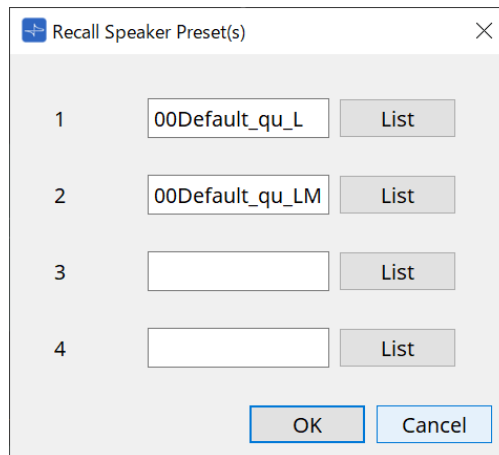 Recall Speaker Preset(s)
1 00Default_qu_L List
2 00Default_qu_LM List
3 List
4 List
OK Cancel